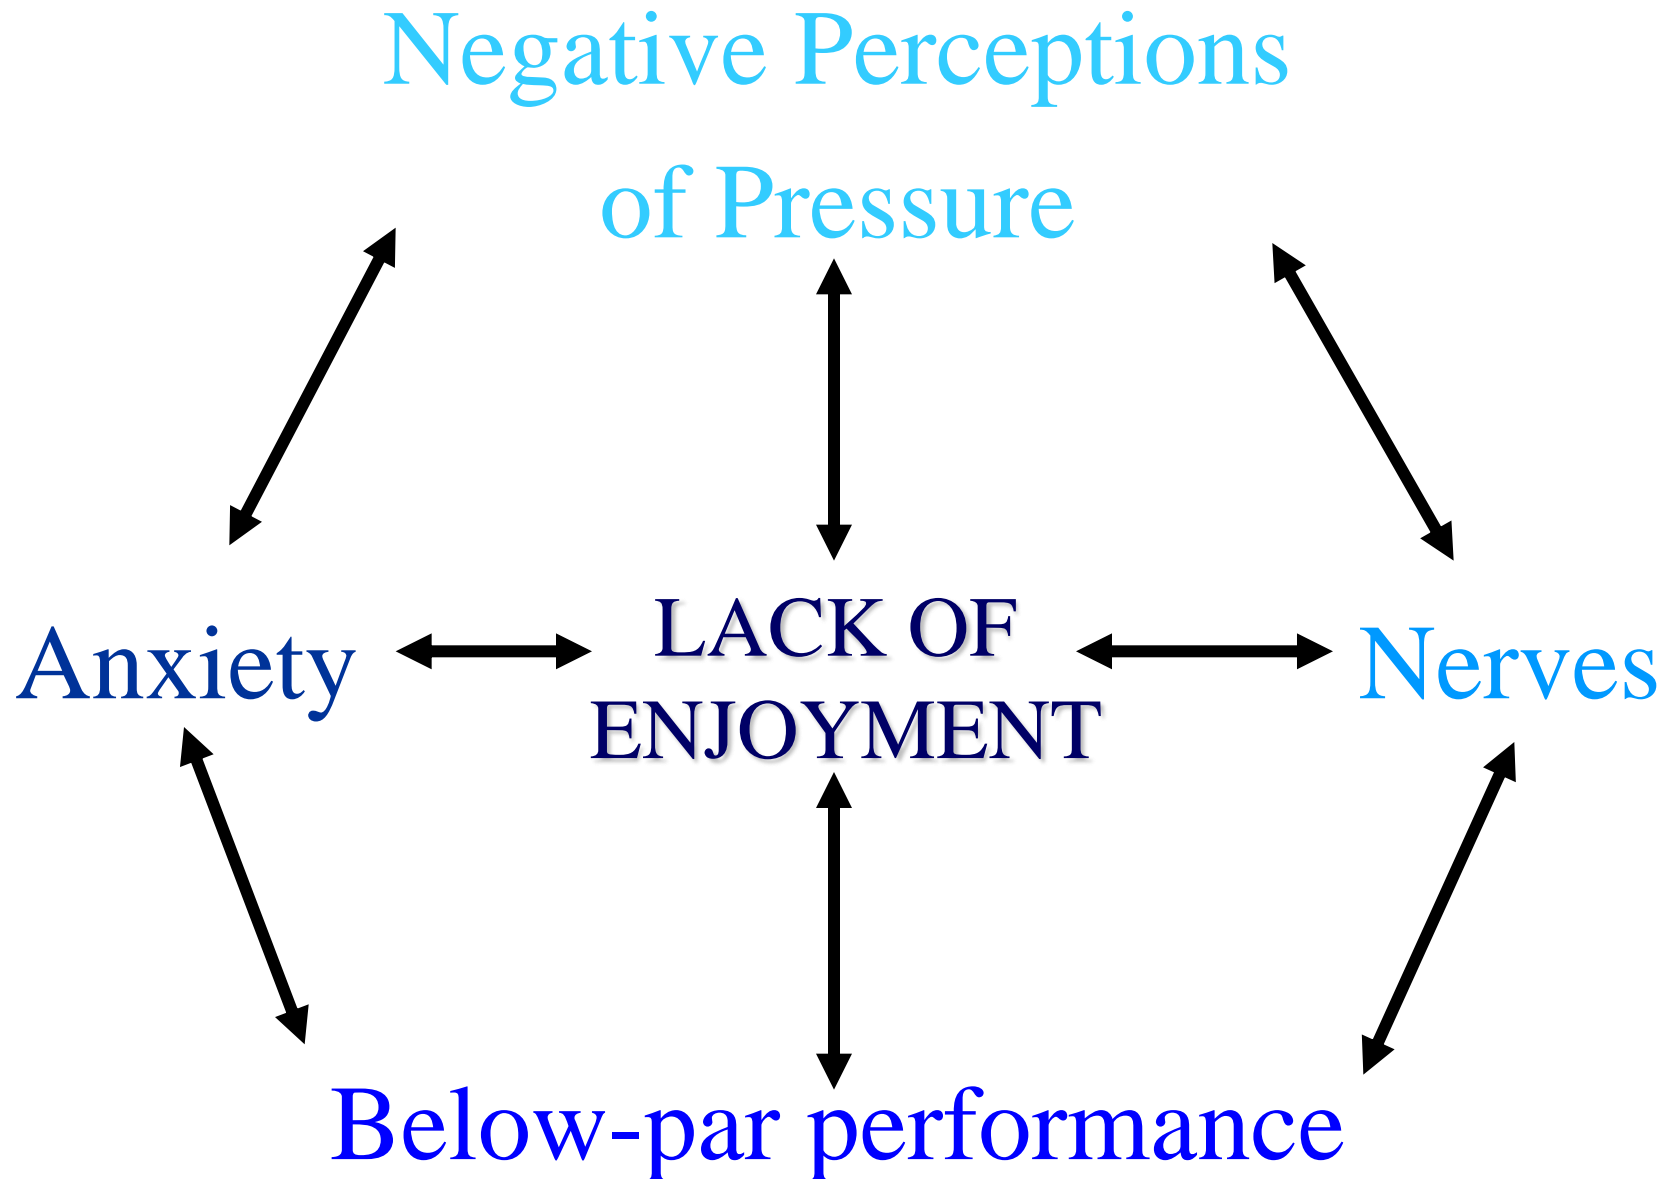 Negative Perceptions
of Pressure
LACK OF
Anxiety
Nerves
ENJOYMENT
Below-par performance